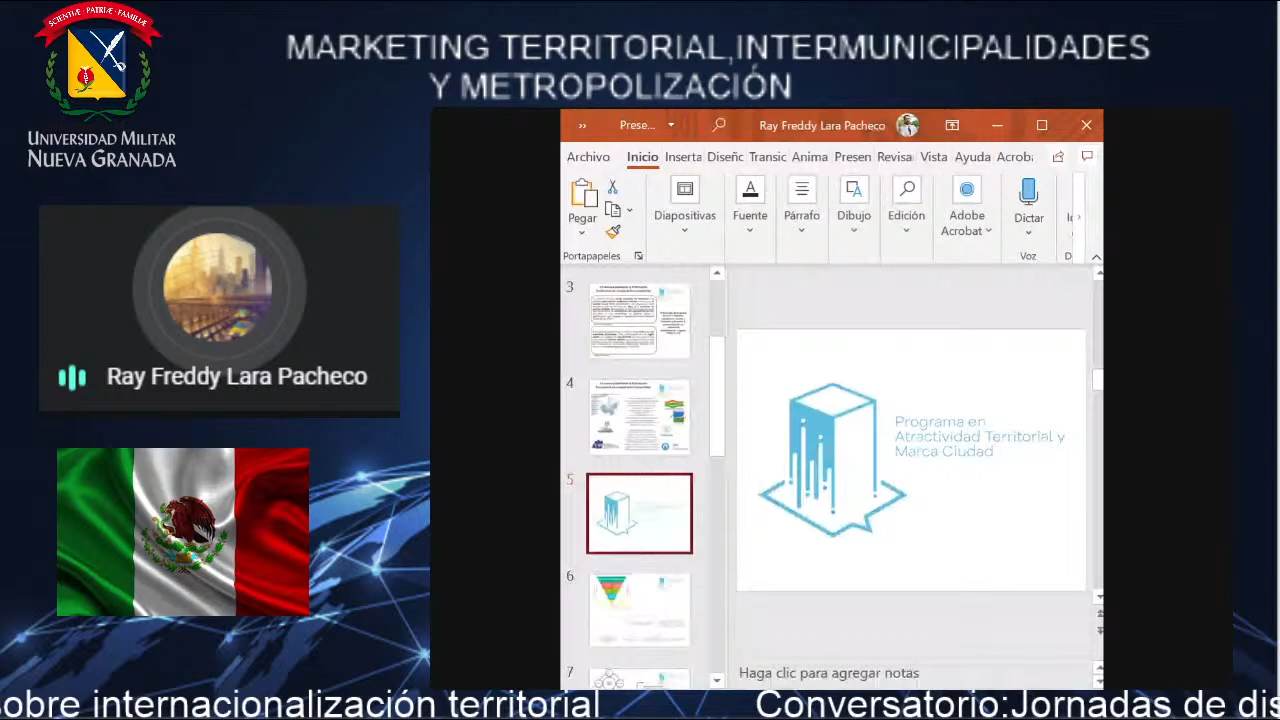 SCIENTIÆ · PATRIÆ · FAMILIÆ
UNIVERSIDAD MILITAR
NUEVA GRANADA
MARKETING TERRITORIAL,INTERMUNICIPALIDADES
Y METROPOLIZACIÓN
Ray Freddy Lara Pacheco
Prese...
Ray Freddy Lara Pacheco
Archivo Inicio Inserta Diseñc Transic Anima Presen Revisa Vista Ayuda Acroba
Pegar
Diapositivas
Fuente
Párrafo
Dibujo
Edición
Adobe
Acrobat
Dictar
Portapapeles
Voz
3
4
5
6
7
Programa en
Atractividad Territorial y
Marca Ciudad
Haga clic para agregar notas
obre internacionalización territorial Conversatorio:Jornadas de dis